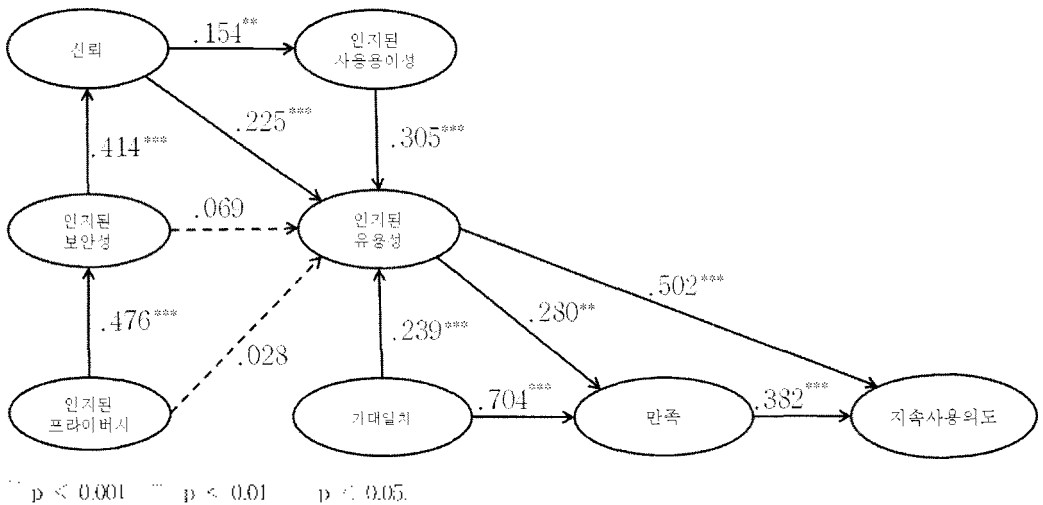 신뢰
.154**
인지된
사용용이성
.225***
.305***
.414***
인지된
보안성
.069
인지된
유용성
.502***
.476***
.028
.239***
.280**
인지된
프라이버시
기대일치
.704***
만족
.382***
지속사용의도
p < 0.001 p < 0.01 p < 0.05.